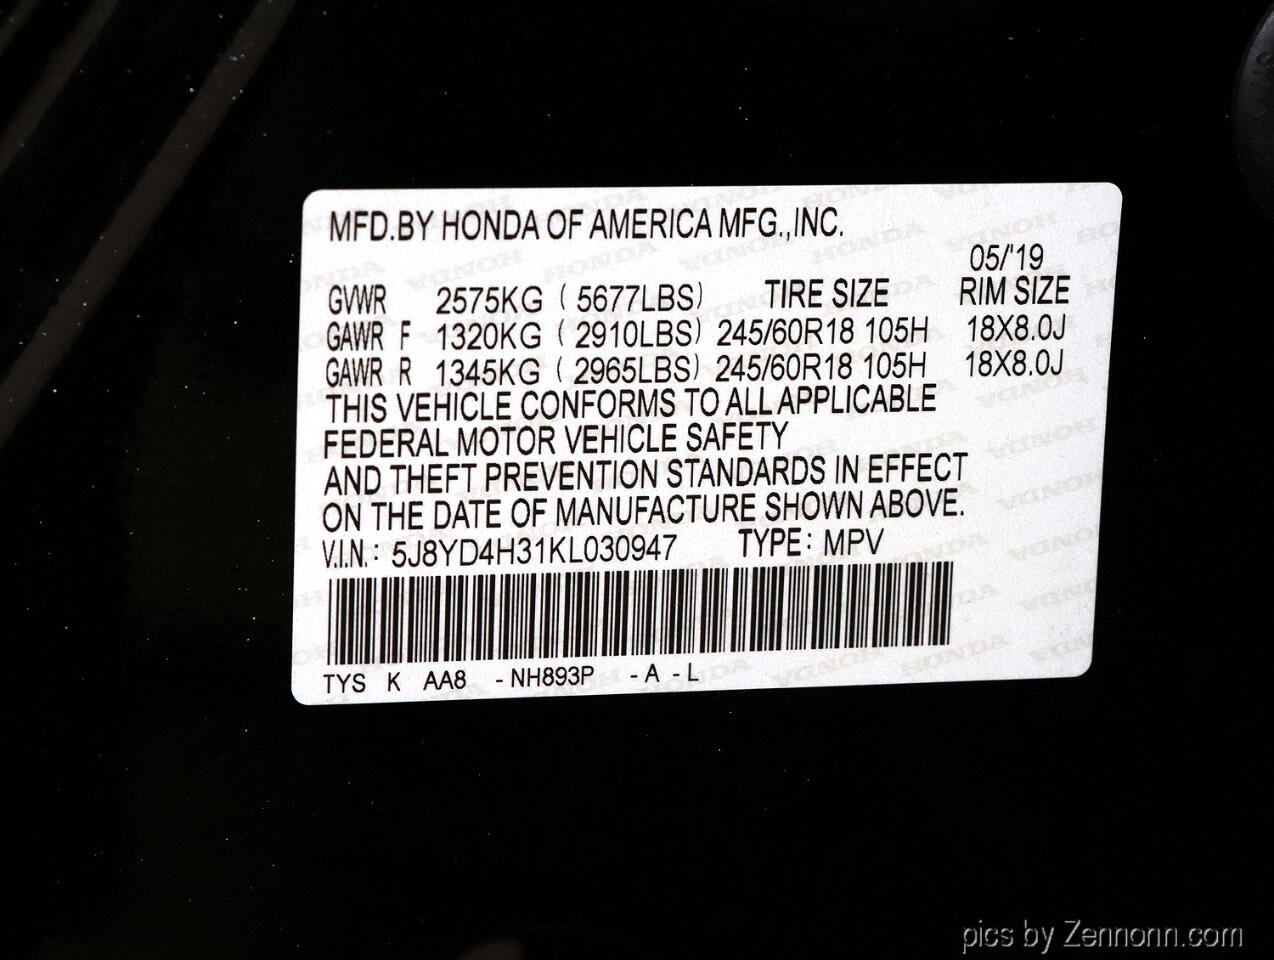 MFD.BY HONDA OF AMERICA MFG.,INC.
05/'19
GVWR 2575KG ( 5677LBS) TIRE SIZE RIM SIZE
GAWR F 1320KG ( 2910LBS) 245/60R18 105H 18X8.0J
GAWR R 1345KG ( 2965LBS) 245/60R18 105H 18X8.0J
THIS VEHICLE CONFORMS TO ALL APPLICABLE
FEDERAL MOTOR VEHICLE SAFETY
AND THEFT PREVENTION STANDARDS IN EFFECT
ON THE DATE OF MANUFACTURE SHOWN ABOVE.
V.I.N.: 5J8YD4H31KL030947 TYPE: MPV
TYS K AA8 -NH893P -A -L
pics by Zennonn.com